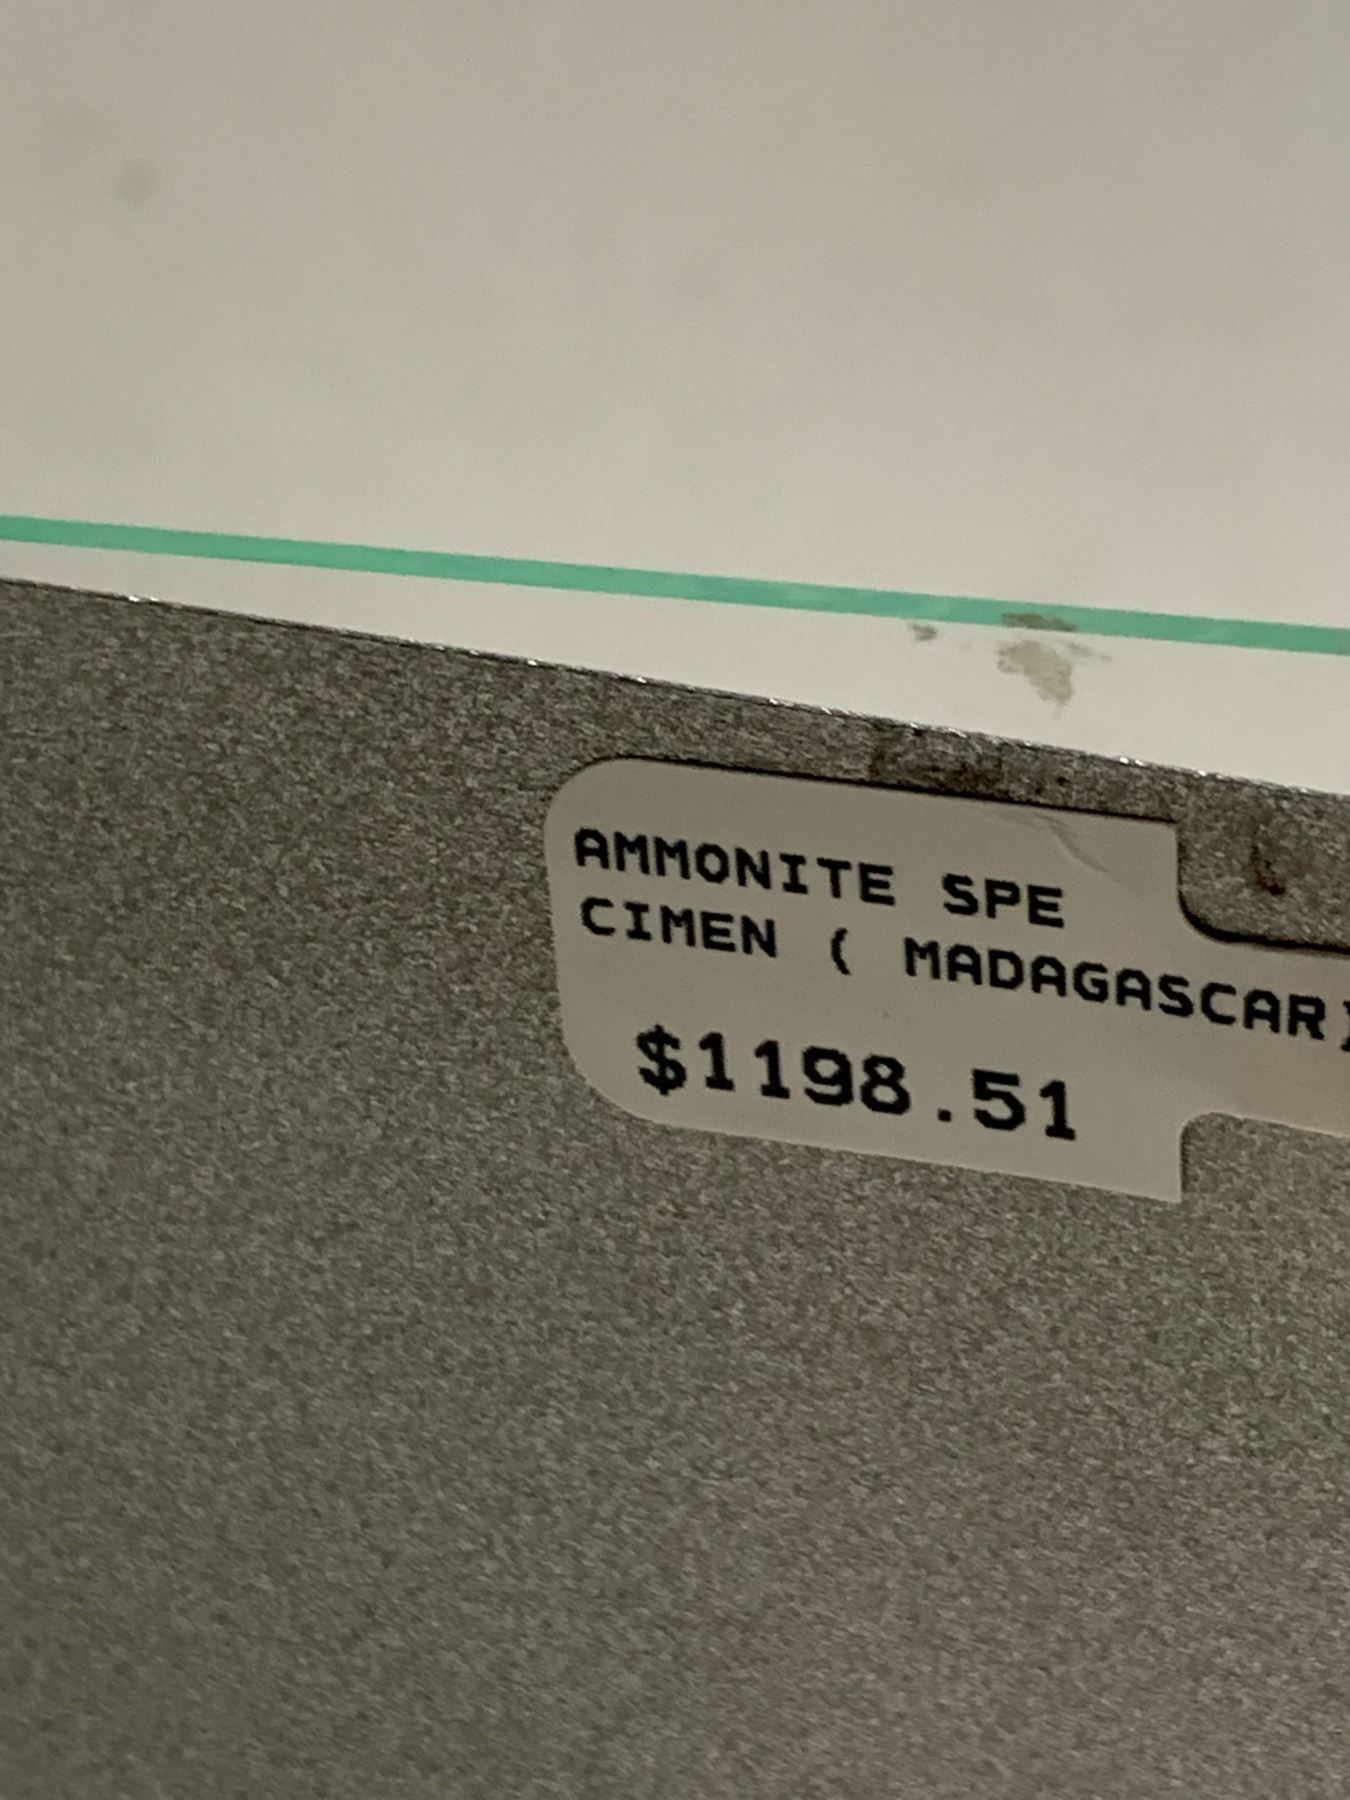 AMMONITE SPE
CIMEN ( MADAGASCAR)
$1198.51